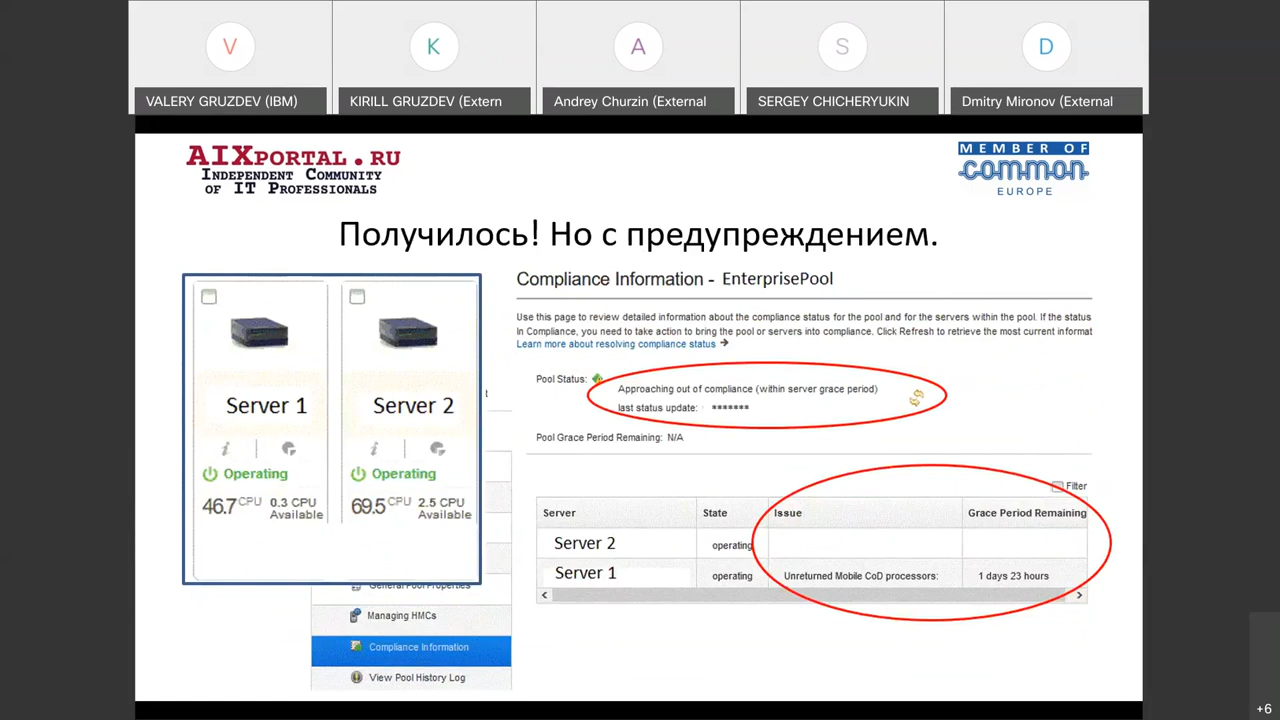 V
K
A
S
D
VALERY GRUZDEV (IBM)
KIRILL GRUZDEV (Extern
Andrey Churzin (External
SERGEY CHICHERYUKIN
Dmitry Mironov (External
AIXPORTAL.RU
INDEPENDENT COMMUNITY
OF IT PROFESSIONALS
MEMBER OF
COMMON
EUROPE
Получилось! Но с предупреждением.
Server 1
Operating
46.7 CPU
0.3 CPU
Available
Server 2
Operating
69.5 CPU
2.5 CPU
Available
Compliance Information - EnterprisePool
Use this page to review detailed information about the compliance status for the pool and for the servers within the pool. If the status
In Compliance, you need to take action to bring the pool or servers into compliance. Click Refresh to retrieve the most current informat
Learn more about resolving compliance status
Pool Status:
Approaching out of compliance (within server grace period)
last status update: *******
Pool Grace Period Remaining: N/A
Filter
Server State Issue Grace Period Remaining
Server 2 operating
Server 1 operating Unreturned Mobile CoD processors: 1 days 23 hours
General Pool Properties
Managing HMCs
Compliance Information
View Pool History Log
+6